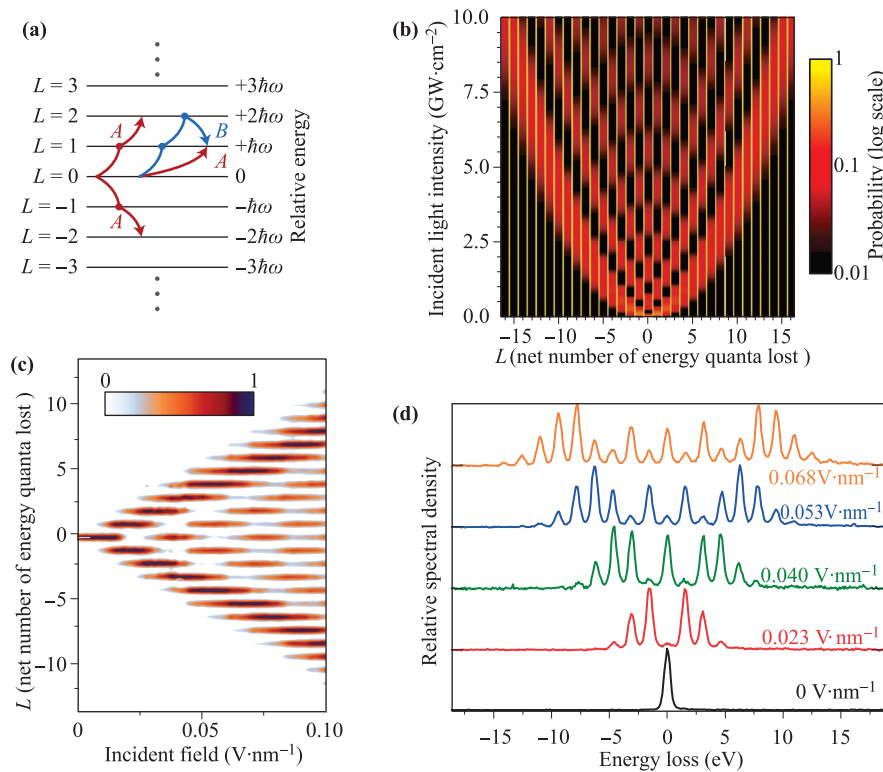 (a)
L = 3 +3ħω
L = 2 +2ħω
L = 1 +ħω
L = 0 0
L = −1 −ħω
L = −2 −2ħω
L = −3 −3ħω
A
B
A
A
Relative energy
(b)
Incident light intensity (GW·cm⁻²)
10.0
7.5
5.0
2.5
0.0
−15 −10 −5 0 5 10 15
L (net number of energy quanta lost )
1
0.1
0.01
Probability (log scale)
(c)
0 1
L (net number of energy quanta lost )
10
5
0
−5
−10
0 0.05 0.10
Incident field (V·nm⁻¹)
(d)
Relative spectral density
0.068V·nm⁻¹
0.053V·nm⁻¹
0.040 V·nm⁻¹
0.023 V·nm⁻¹
0 V·nm⁻¹
−15 −10 −5 0 5 10 15
Energy loss (eV)